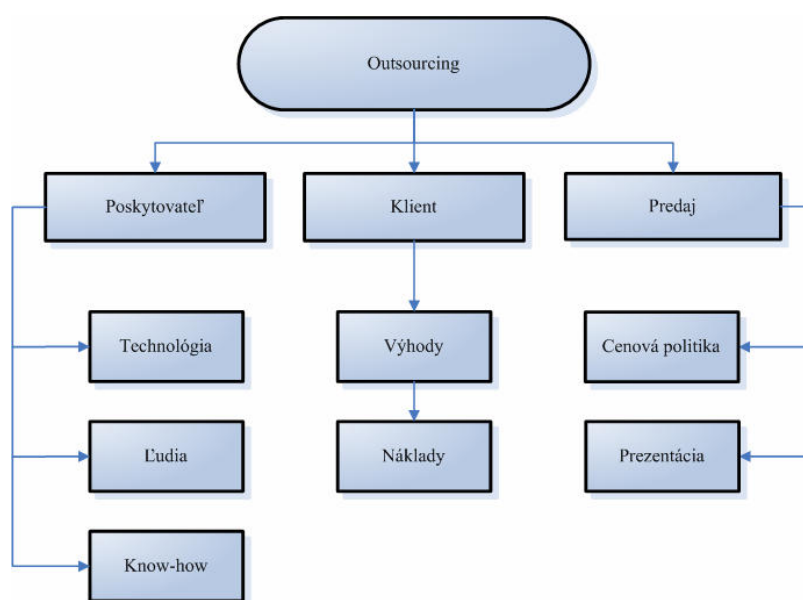 Outsourcing
Poskytovateľ
Klient
Predaj
Technológia
Výhody
Cenová politika
Ľudia
Náklady
Prezentácia
Know-how